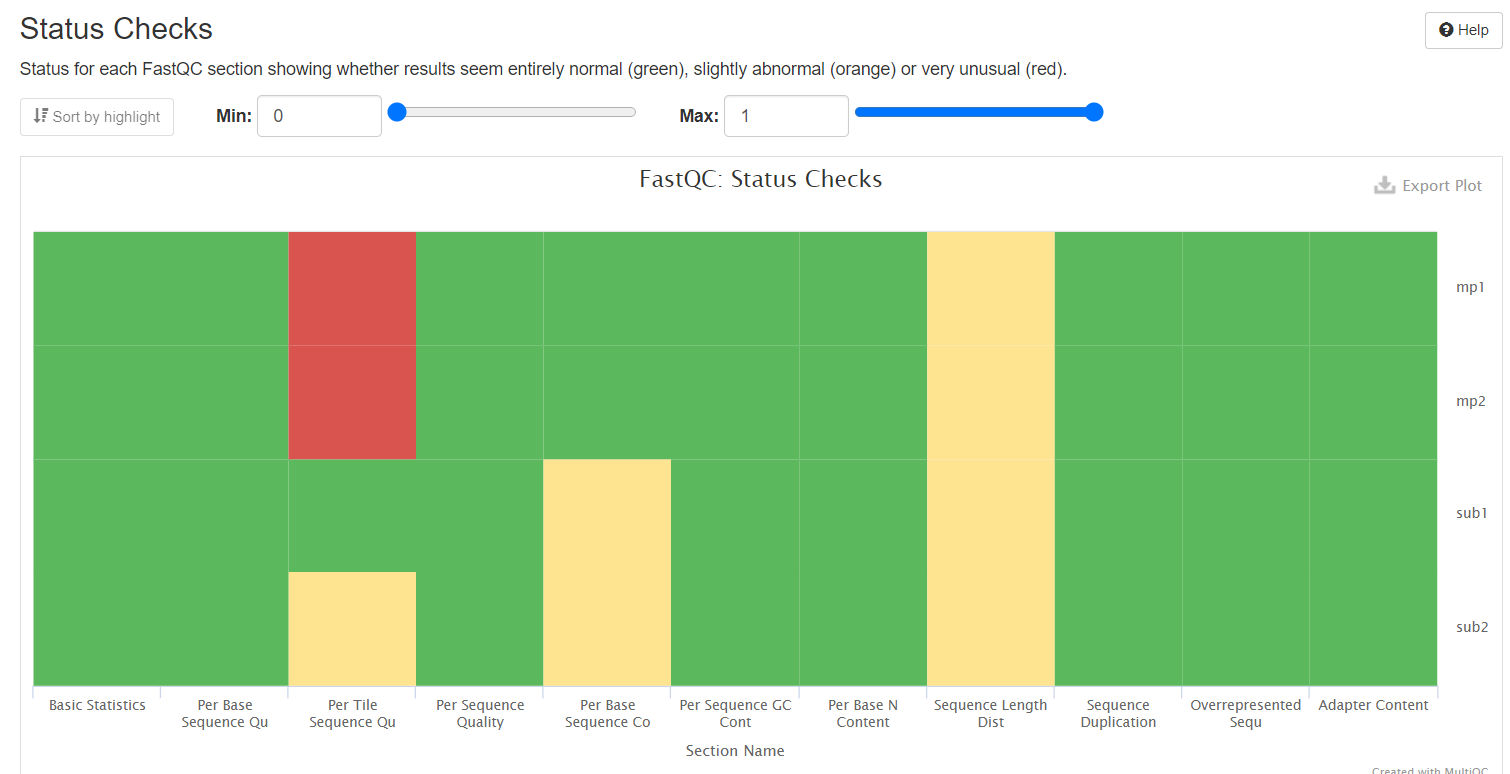 Status Checks
Help
Status for each FastQC section showing whether results seem entirely normal (green), slightly abnormal (orange) or very unusual (red).
Sort by highlight Min: 0 Max: 1
FastQC: Status Checks
Export Plot
mp1
mp2
sub1
sub2
Basic Statistics
Per Base
Sequence Qu
Per Tile
Sequence Qu
Per Sequence
Quality
Per Base
Sequence Co
Per Sequence GC
Cont
Per Base N
Content
Sequence Length
Dist
Sequence
Duplication
Overrepresented
Sequ
Adapter Content
Section Name
Created with MultiQC